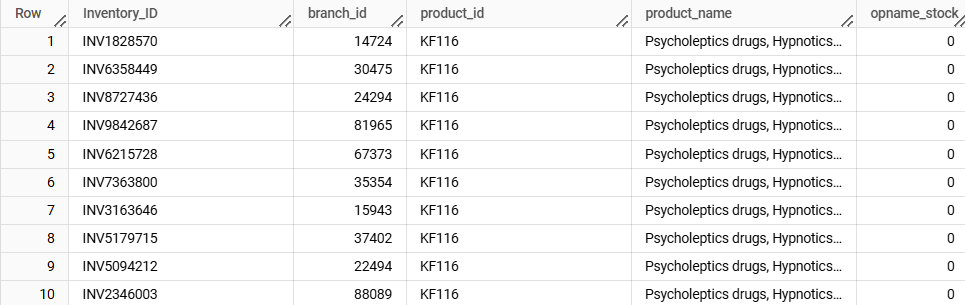 Row Inventory_ID branch_id product_id product_name opname_stock
1 INV1828570 14724 KF116 Psycholeptics drugs, Hypnotics... 0
2 INV6358449 30475 KF116 Psycholeptics drugs, Hypnotics... 0
3 INV8727436 24294 KF116 Psycholeptics drugs, Hypnotics... 0
4 INV9842687 81965 KF116 Psycholeptics drugs, Hypnotics... 0
5 INV6215728 67373 KF116 Psycholeptics drugs, Hypnotics... 0
6 INV7363800 35354 KF116 Psycholeptics drugs, Hypnotics... 0
7 INV3163646 15943 KF116 Psycholeptics drugs, Hypnotics... 0
8 INV5179715 37402 KF116 Psycholeptics drugs, Hypnotics... 0
9 INV5094212 22494 KF116 Psycholeptics drugs, Hypnotics... 0
10 INV2346003 88089 KF116 Psycholeptics drugs, Hypnotics... 0